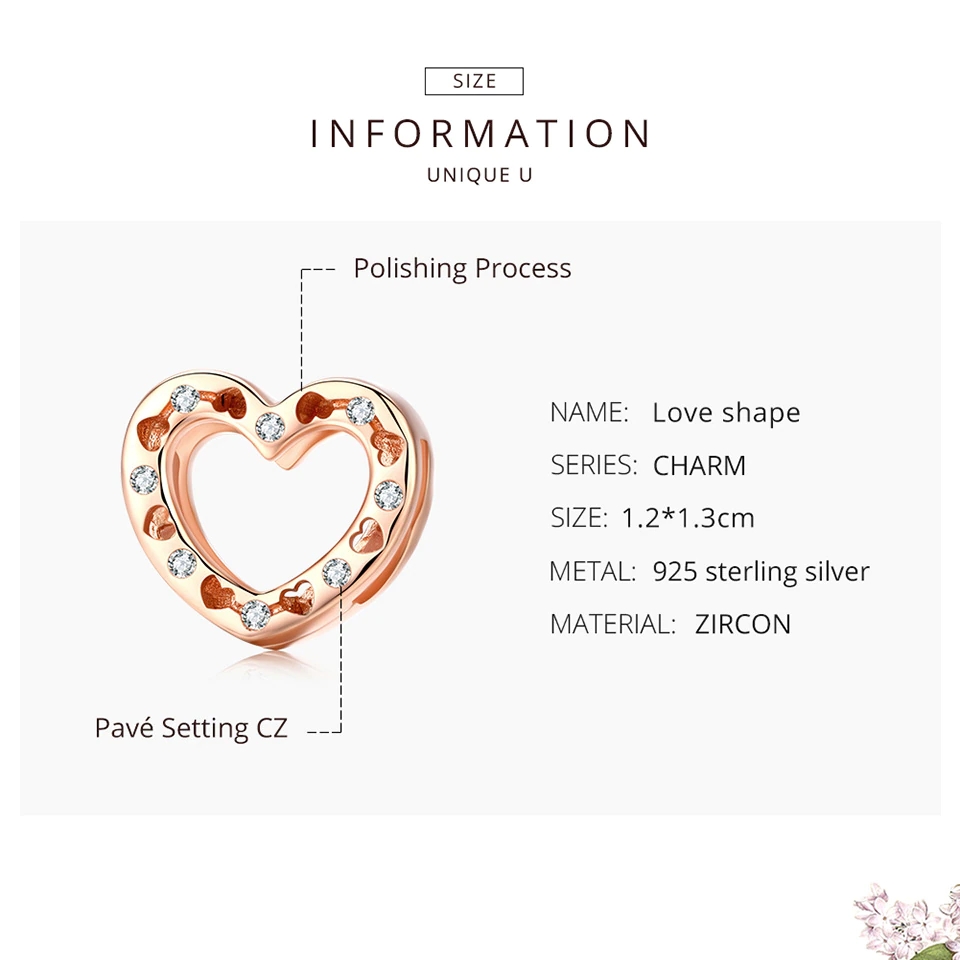 SIZE
INFORMATION
UNIQUE U
Polishing Process
NAME: Love shape
SERIES: CHARM
SIZE: 1.2*1.3cm
METAL: 925 sterling silver
MATERIAL: ZIRCON
Pavé Setting CZ